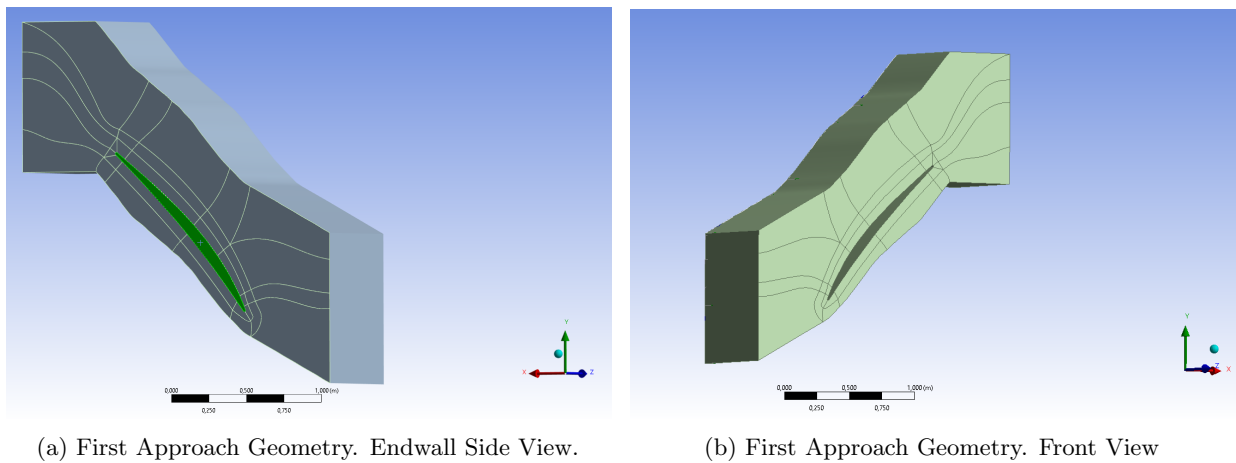 Y
X
Z
0,000 0,500 1,000 (m)
0,250 0,750
Y
X
Z
0,000 0,500 1,000 (m)
0,250 0,750
(a) First Approach Geometry. Endwall Side View.
(b) First Approach Geometry. Front View